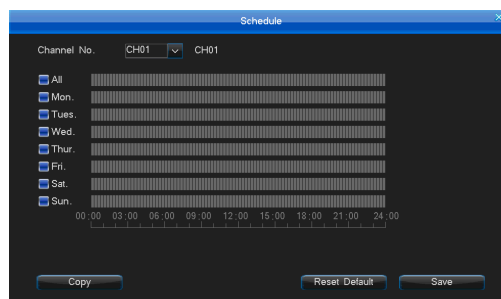 Schedule
Channel No. CH01 CH01
All
Mon.
Tues.
Wed.
Thur.
Fri.
Sat.
Sun.
00:00 03:00 06:00 09:00 12:00 15:00 18:00 21:00 24:00
Copy Reset Default Save